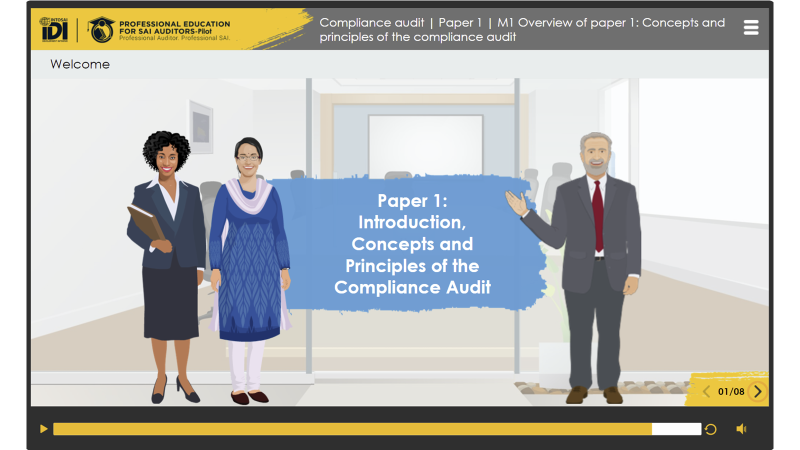 INTOSAI
IDI
PROFESSIONAL EDUCATION
FOR SAI AUDITORS-Pilot
Professional Auditor. Professional SAI.
Compliance audit | Paper 1 | M1 Overview of paper 1: Concepts and
principles of the compliance audit
Welcome
Paper 1:
Introduction,
Concepts and
Principles of the
Compliance Audit
01/08